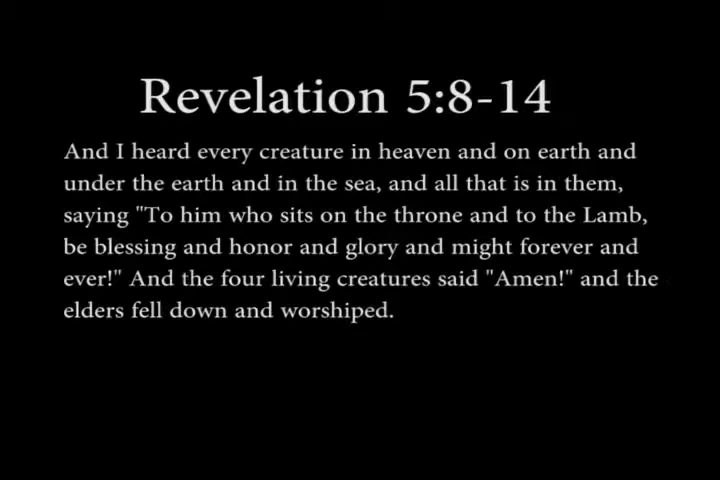 Revelation 5:8-14
And I heard every creature in heaven and on earth and
under the earth and in the sea, and all that is in them,
saying "To him who sits on the throne and to the Lamb,
be blessing and honor and glory and might forever and
ever!" And the four living creatures said "Amen!" and the
elders fell down and worshiped.